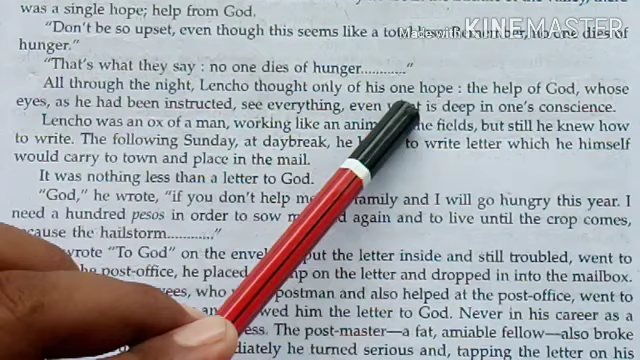 was a single hope; help from God,
"Don't be so upset, even though this seems like a total loss. Remember, no one dies of
hunger."
"That's what they say : no one dies of hunger............"
All through the night, Lencho thought only of his one hope : the help of God, whose
eyes, as he had been instructed, see everything, even what is deep in one's conscience.
Lencho was an ox of a man, working like an the fields, but still he knew how
to write. The following Sunday, at daybreak, he to write letter which he himself
would carry to town and place in the mail.
It was nothing less than a letter to God.
"God," he wrote, "if you don't help me family and I will go hungry this year. I
need a hundred pesos in order to sow again and to live until the crop comes,
cause the hailstorm............"
wrote "To God" on the put the letter inside and still troubled, went to
the post-office, he placed on the letter and dropped in into the mailbox.
who postman and also helped at the post-office, went to
him the letter to God. Never in his career as a
The post-master—a fat, amiable fellow—also broke
he turned serious and, tapping the letter on his
Made with KINEMASTER